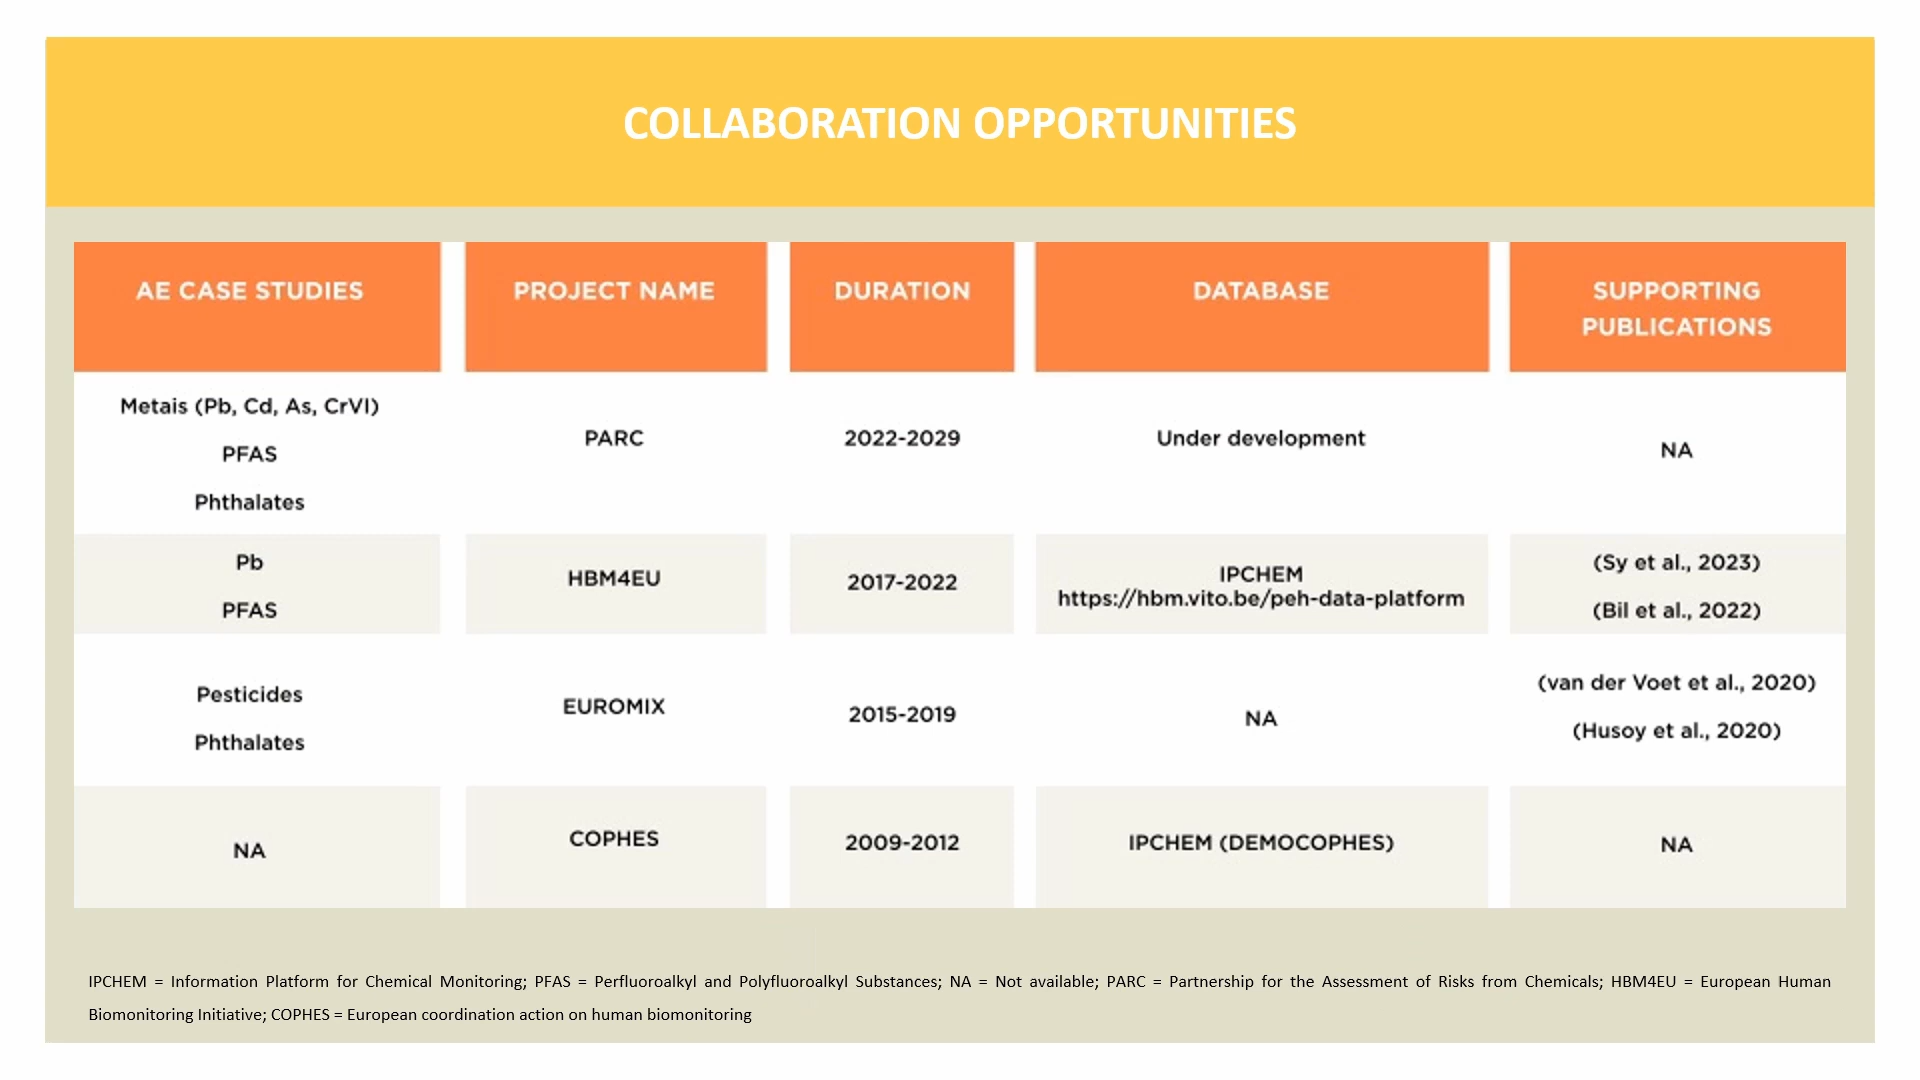 COLLABORATION OPPORTUNITIES
AE CASE STUDIES
PROJECT NAME
DURATION
DATABASE
SUPPORTING
PUBLICATIONS
Metais (Pb, Cd, As, CrVI)
PFAS
Phthalates
PARC
2022-2029
Under development
NA
Pb
PFAS
HBM4EU
2017-2022
IPCHEM
https://hbm.vito.be/peh-data-platform
(Sy et al., 2023)
(Bil et al., 2022)
Pesticides
Phthalates
EUROMIX
2015-2019
NA
(van der Voet et al., 2020)
(Husoy et al., 2020)
NA
COPHES
2009-2012
IPCHEM (DEMOCOPHES)
NA
IPCHEM = Information Platform for Chemical Monitoring; PFAS = Perfluoroalkyl and Polyfluoroalkyl Substances; NA = Not available; PARC = Partnership for the Assessment of Risks from Chemicals; HBM4EU = European Human
Biomonitoring Initiative; COPHES = European coordination action on human biomonitoring